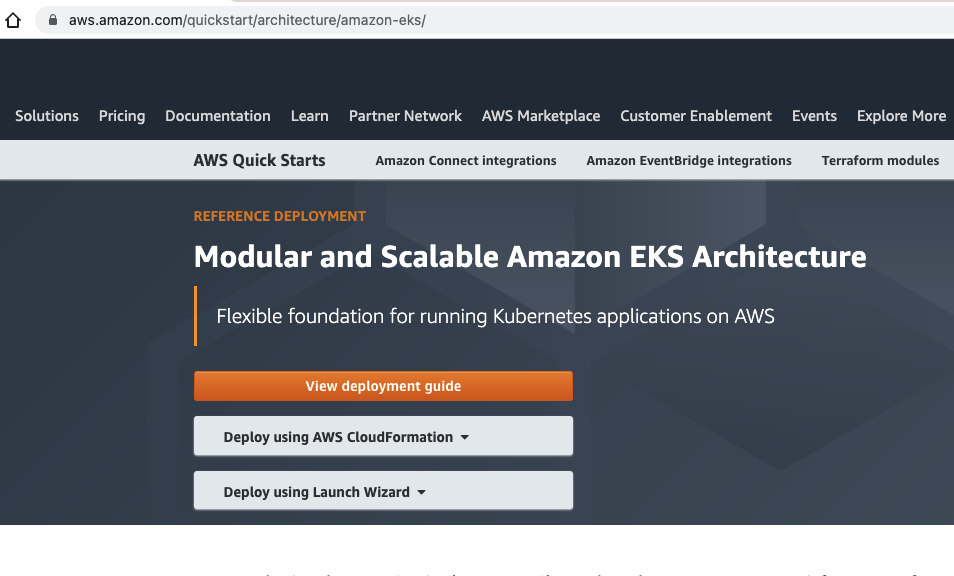 aws.amazon.com/quickstart/architecture/amazon-eks/
Solutions Pricing Documentation Learn Partner Network AWS Marketplace Customer Enablement Events Explore More
AWS Quick Starts Amazon Connect integrations Amazon EventBridge integrations Terraform modules
REFERENCE DEPLOYMENT
Modular and Scalable Amazon EKS Architecture
Flexible foundation for running Kubernetes applications on AWS
View deployment guide
Deploy using AWS CloudFormation
Deploy using Launch Wizard